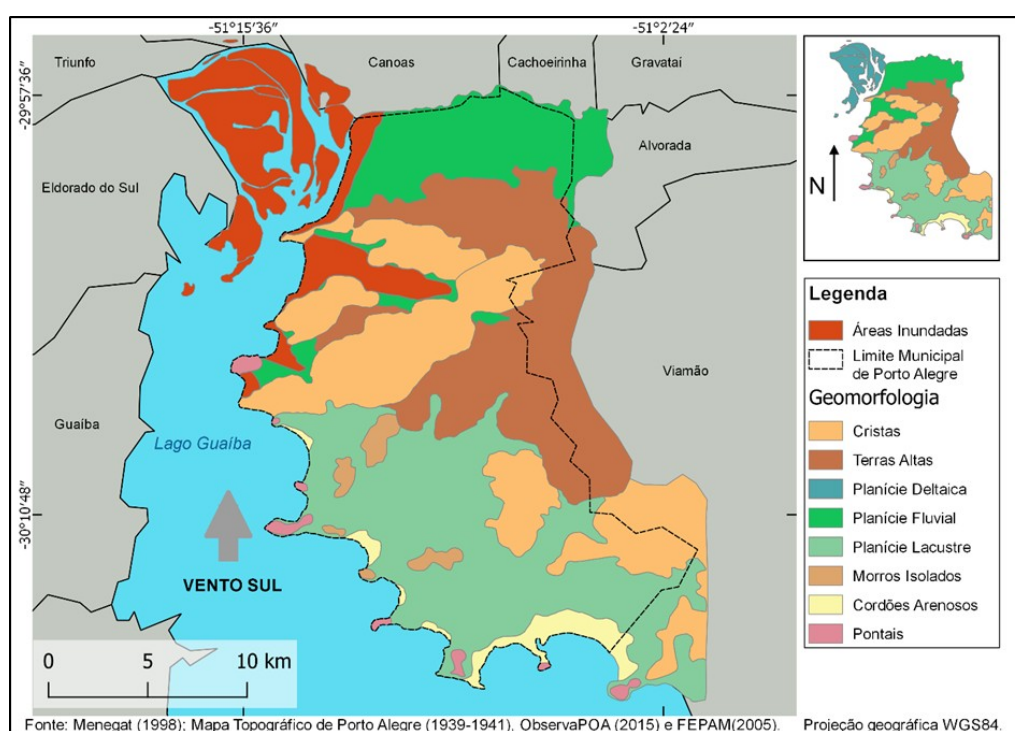 -51°15'36"
-51°2'24"
-29°57'36"
-30°10'48"
Triunfo
Canoas
Cachoeirinha
Gravataí
Alvorada
Eldorado do Sul
Viamão
Guaíba
Lago Guaíba
VENTO SUL
0 5 10 km
N
Legenda
Áreas Inundadas
Limite Municipal
de Porto Alegre
Geomorfologia
Cristas
Terras Altas
Planície Deltaica
Planície Fluvial
Planície Lacustre
Morros Isolados
Cordões Arenosos
Pontais
Fonte: Menegat (1998); Mapa Topográfico de Porto Alegre (1939-1941), ObservaPOA (2015) e FEPAM(2005). Projeção geográfica WGS84.